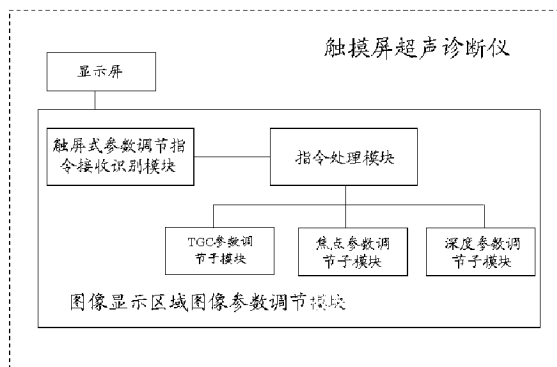 触摸屏超声诊断仪
显示屏
触屏式参数调节指
令接收识别模块
指令处理模块
TGC参数调
节子模块
焦点参数调
节子模块
深度参数调
节子模块
图像显示区域图像参数调节模块